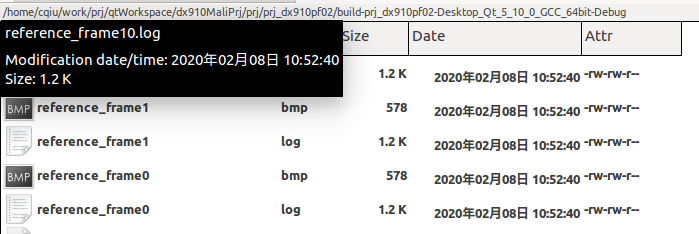 /home/cqiu/work/prj/qtWorkspace/dx910MaliPrj/prj/prj_dx910pf02/build-prj_dx910pf02-Desktop_Qt_5_10_0_GCC_64bit-Debug
reference_frame10.log
Modification date/time: 2020年02月08日 10:52:40
Size: 1.2 K
Size Date Attr
1.2 K 2020年02月08日 10:52:40 -rw-rw-r--
BMP reference_frame1 bmp 578 2020年02月08日 10:52:40 -rw-rw-r--
reference_frame1 log 1.2 K 2020年02月08日 10:52:40 -rw-rw-r--
BMP reference_frame0 bmp 578 2020年02月08日 10:52:40 -rw-rw-r--
reference_frame0 log 1.2 K 2020年02月08日 10:52:40 -rw-rw-r--